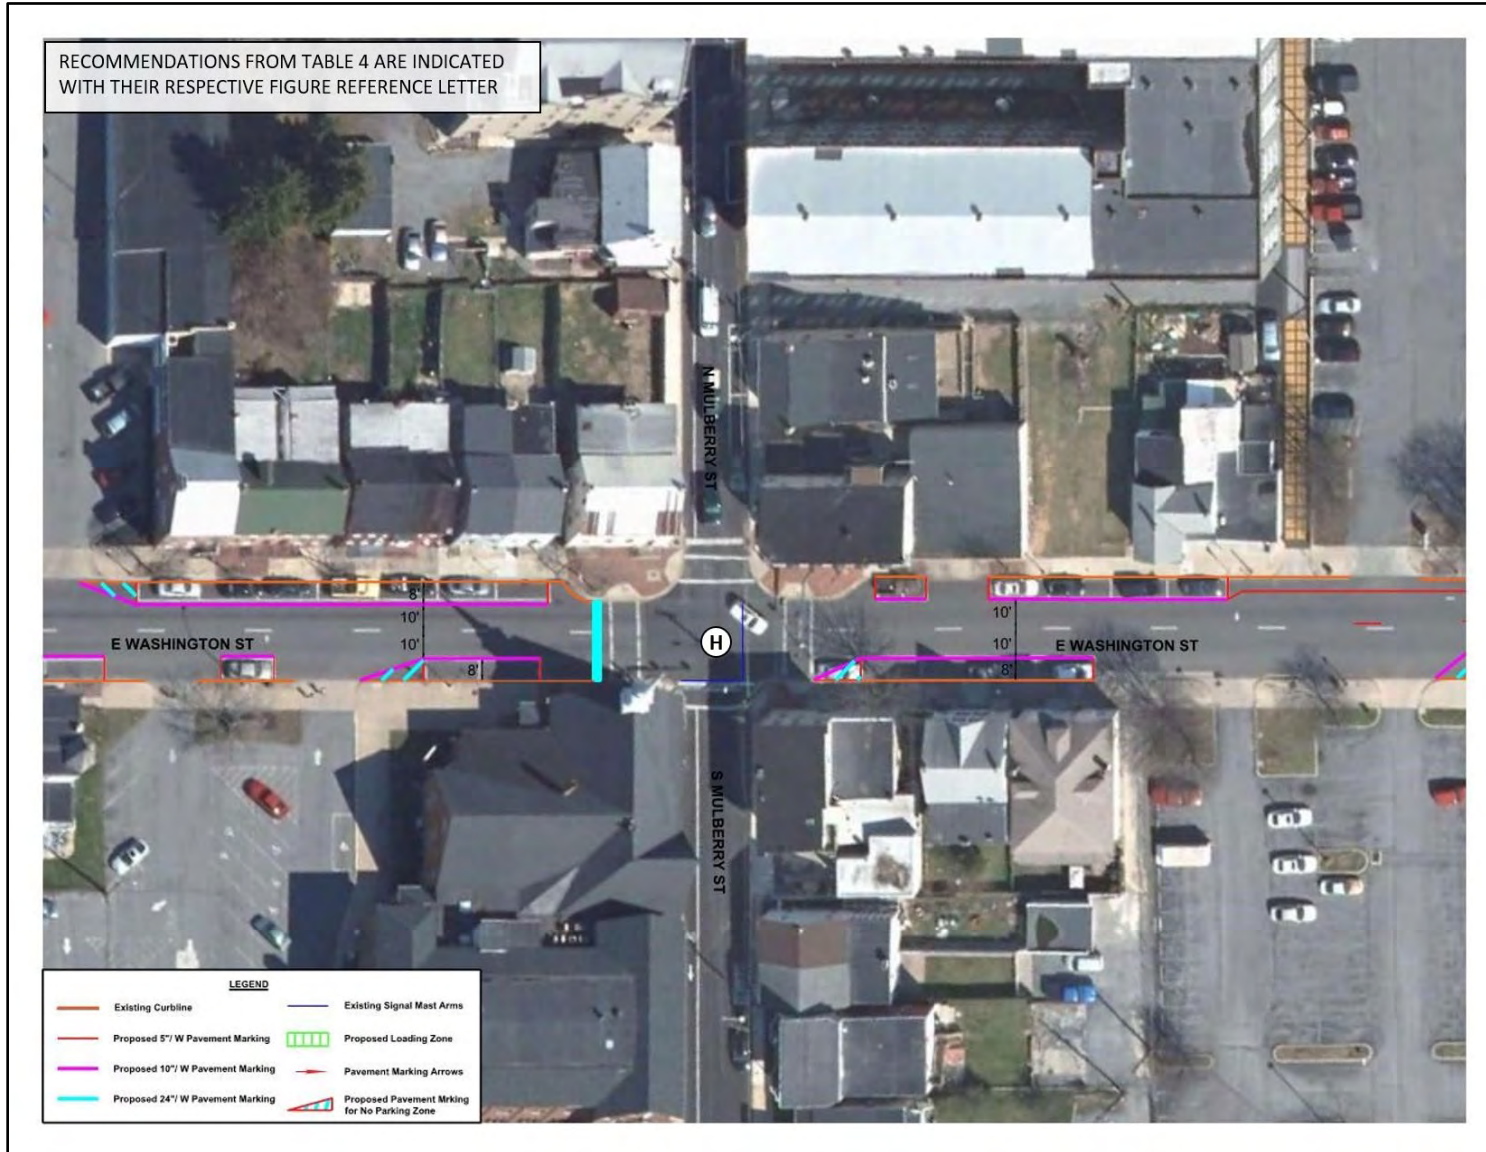 RECOMMENDATIONS FROM TABLE 4 ARE INDICATED
WITH THEIR RESPECTIVE FIGURE REFERENCE LETTER
N MULBERRY ST
8'
10'
10'
8'
E WASHINGTON ST
H
10'
10'
8'
E WASHINGTON ST
S MULBERRY ST
LEGEND
Existing Curbline
Proposed 5"/ W Pavement Marking
Proposed 10"/ W Pavement Marking
Proposed 24"/ W Pavement Marking
Existing Signal Mast Arms
Proposed Loading Zone
Pavement Marking Arrows
Proposed Pavement Mrking
for No Parking Zone